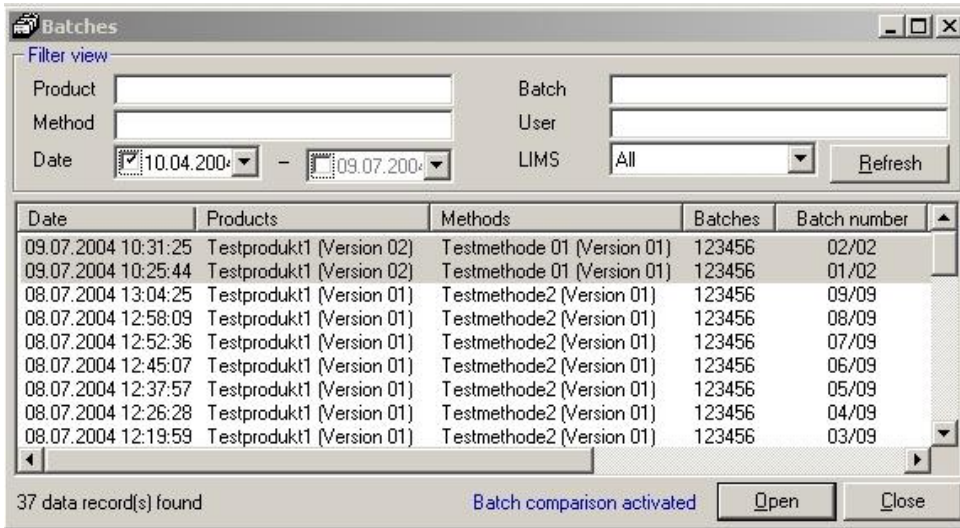 Batches
Filter view
Product Batch
Method User
Date 10.04.200 – 09.07.200 LIMS All Refresh
Date Products Methods Batches Batch number
09.07.2004 10:31:25 Testprodukt1 (Version 02) Testmethode 01 (Version 01) 123456 02/02
09.07.2004 10:25:44 Testprodukt1 (Version 02) Testmethode 01 (Version 01) 123456 01/02
08.07.2004 13:04:25 Testprodukt1 (Version 01) Testmethode2 (Version 01) 123456 09/09
08.07.2004 12:58:09 Testprodukt1 (Version 01) Testmethode2 (Version 01) 123456 08/09
08.07.2004 12:52:36 Testprodukt1 (Version 01) Testmethode2 (Version 01) 123456 07/09
08.07.2004 12:45:07 Testprodukt1 (Version 01) Testmethode2 (Version 01) 123456 06/09
08.07.2004 12:37:57 Testprodukt1 (Version 01) Testmethode2 (Version 01) 123456 05/09
08.07.2004 12:26:28 Testprodukt1 (Version 01) Testmethode2 (Version 01) 123456 04/09
08.07.2004 12:19:59 Testprodukt1 (Version 01) Testmethode2 (Version 01) 123456 03/09
37 data record(s) found Batch comparison activated Open Close